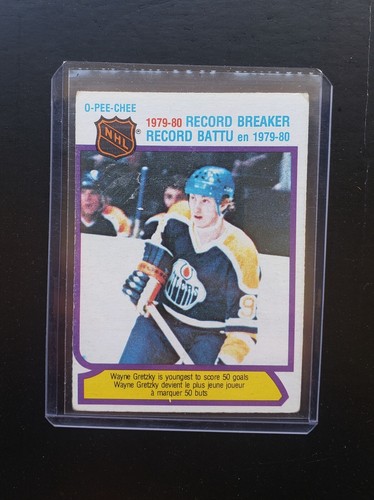 O-PEE-CHEE
1979-80 RECORD BREAKER
RECORD BATTU en 1979-80
NHL
®
OILERS
9
Wayne Gretzky is youngest to score 50 goals
Wayne Gretzky devient le plus jeune joueur
à marquer 50 buts